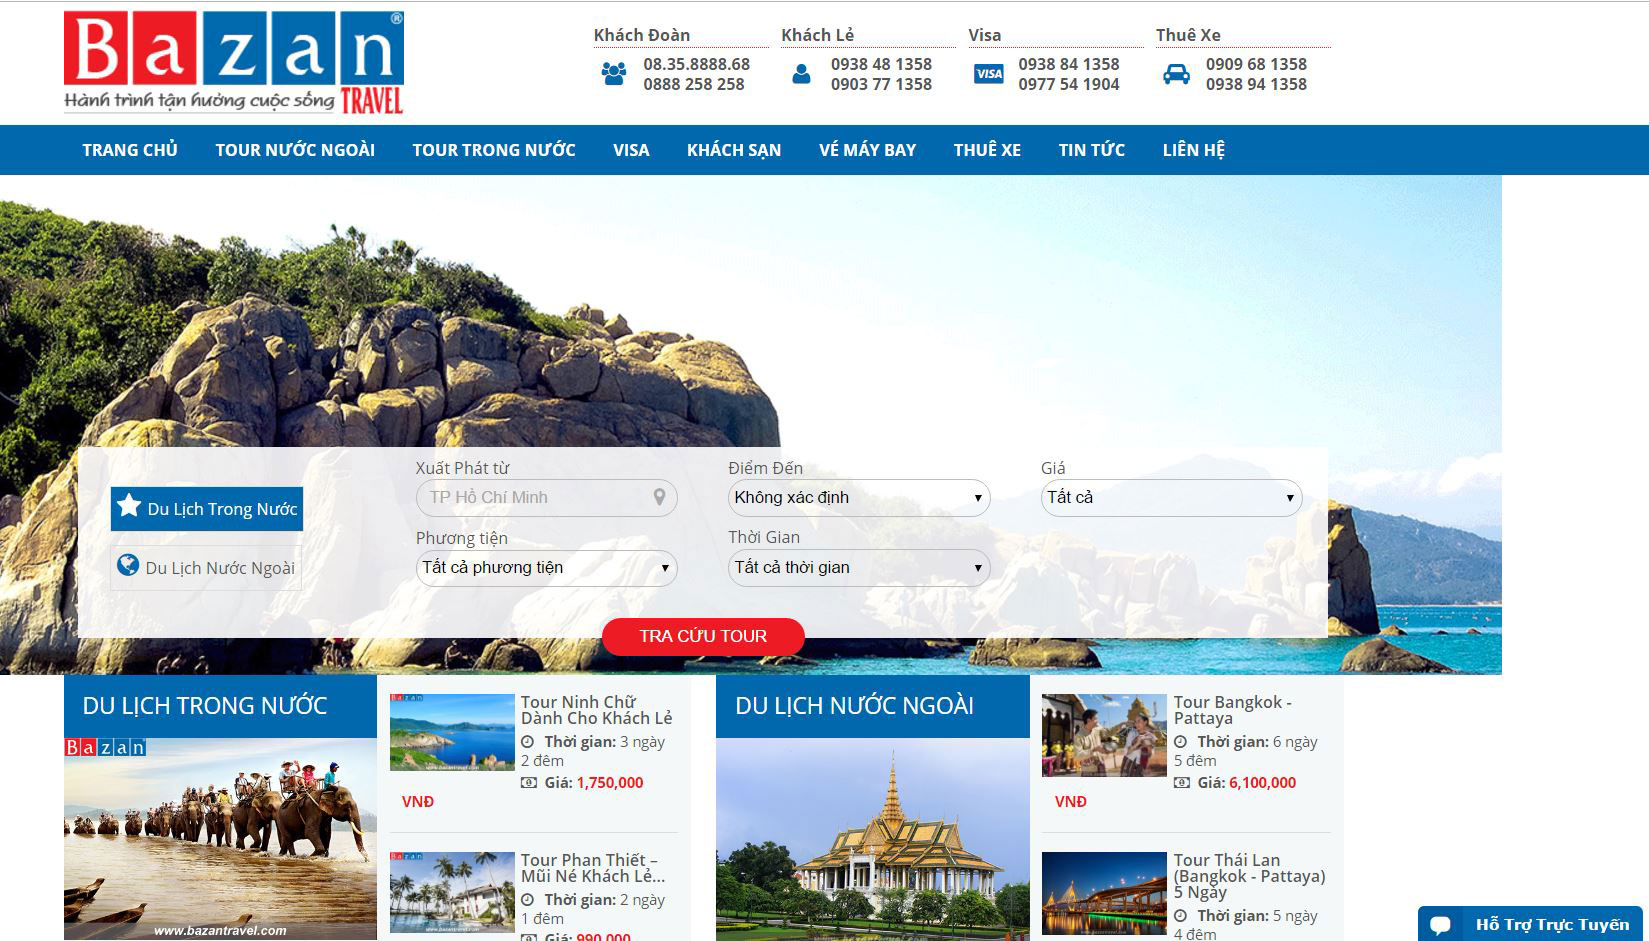 Bazan®
Hành trình tận hưởng cuộc sống TRAVEL
Khách Đoàn
08.35.8888.68
0888 258 258
Khách Lẻ
0938 48 1358
0903 77 1358
Visa
VISA
0938 84 1358
0977 54 1904
Thuê Xe
0909 68 1358
0938 94 1358
TRANG CHỦ TOUR NƯỚC NGOÀI TOUR TRONG NƯỚC VISA KHÁCH SẠN VÉ MÁY BAY THUÊ XE TIN TỨC LIÊN HỆ
Du Lịch Trong Nước
Du Lịch Nước Ngoài
Xuất Phát từ
TP Hồ Chí Minh
Điểm Đến
Không xác định
Giá
Tất cả
Phương tiện
Tất cả phương tiện
Thời Gian
Tất cả thời gian
TRA CỨU TOUR
DU LỊCH TRONG NƯỚC
Bazan
www.bazantravel.com
Bazan
www.bazantravel.com
Tour Ninh Chữ
Dành Cho Khách Lẻ
Thời gian: 3 ngày
2 đêm
Giá: 1,750,000
VNĐ
Bazan
www.bazantravel.com
Tour Phan Thiết –
Mũi Né Khách Lẻ...
Thời gian: 2 ngày
1 đêm
Giá: 990,000
DU LỊCH NƯỚC NGOÀI
Tour Bangkok -
Pattaya
Thời gian: 6 ngày
5 đêm
Giá: 6,100,000
VNĐ
Tour Thái Lan
(Bangkok - Pattaya)
5 Ngày
Thời gian: 5 ngày
4 đêm
Hỗ Trợ Trực Tuyến